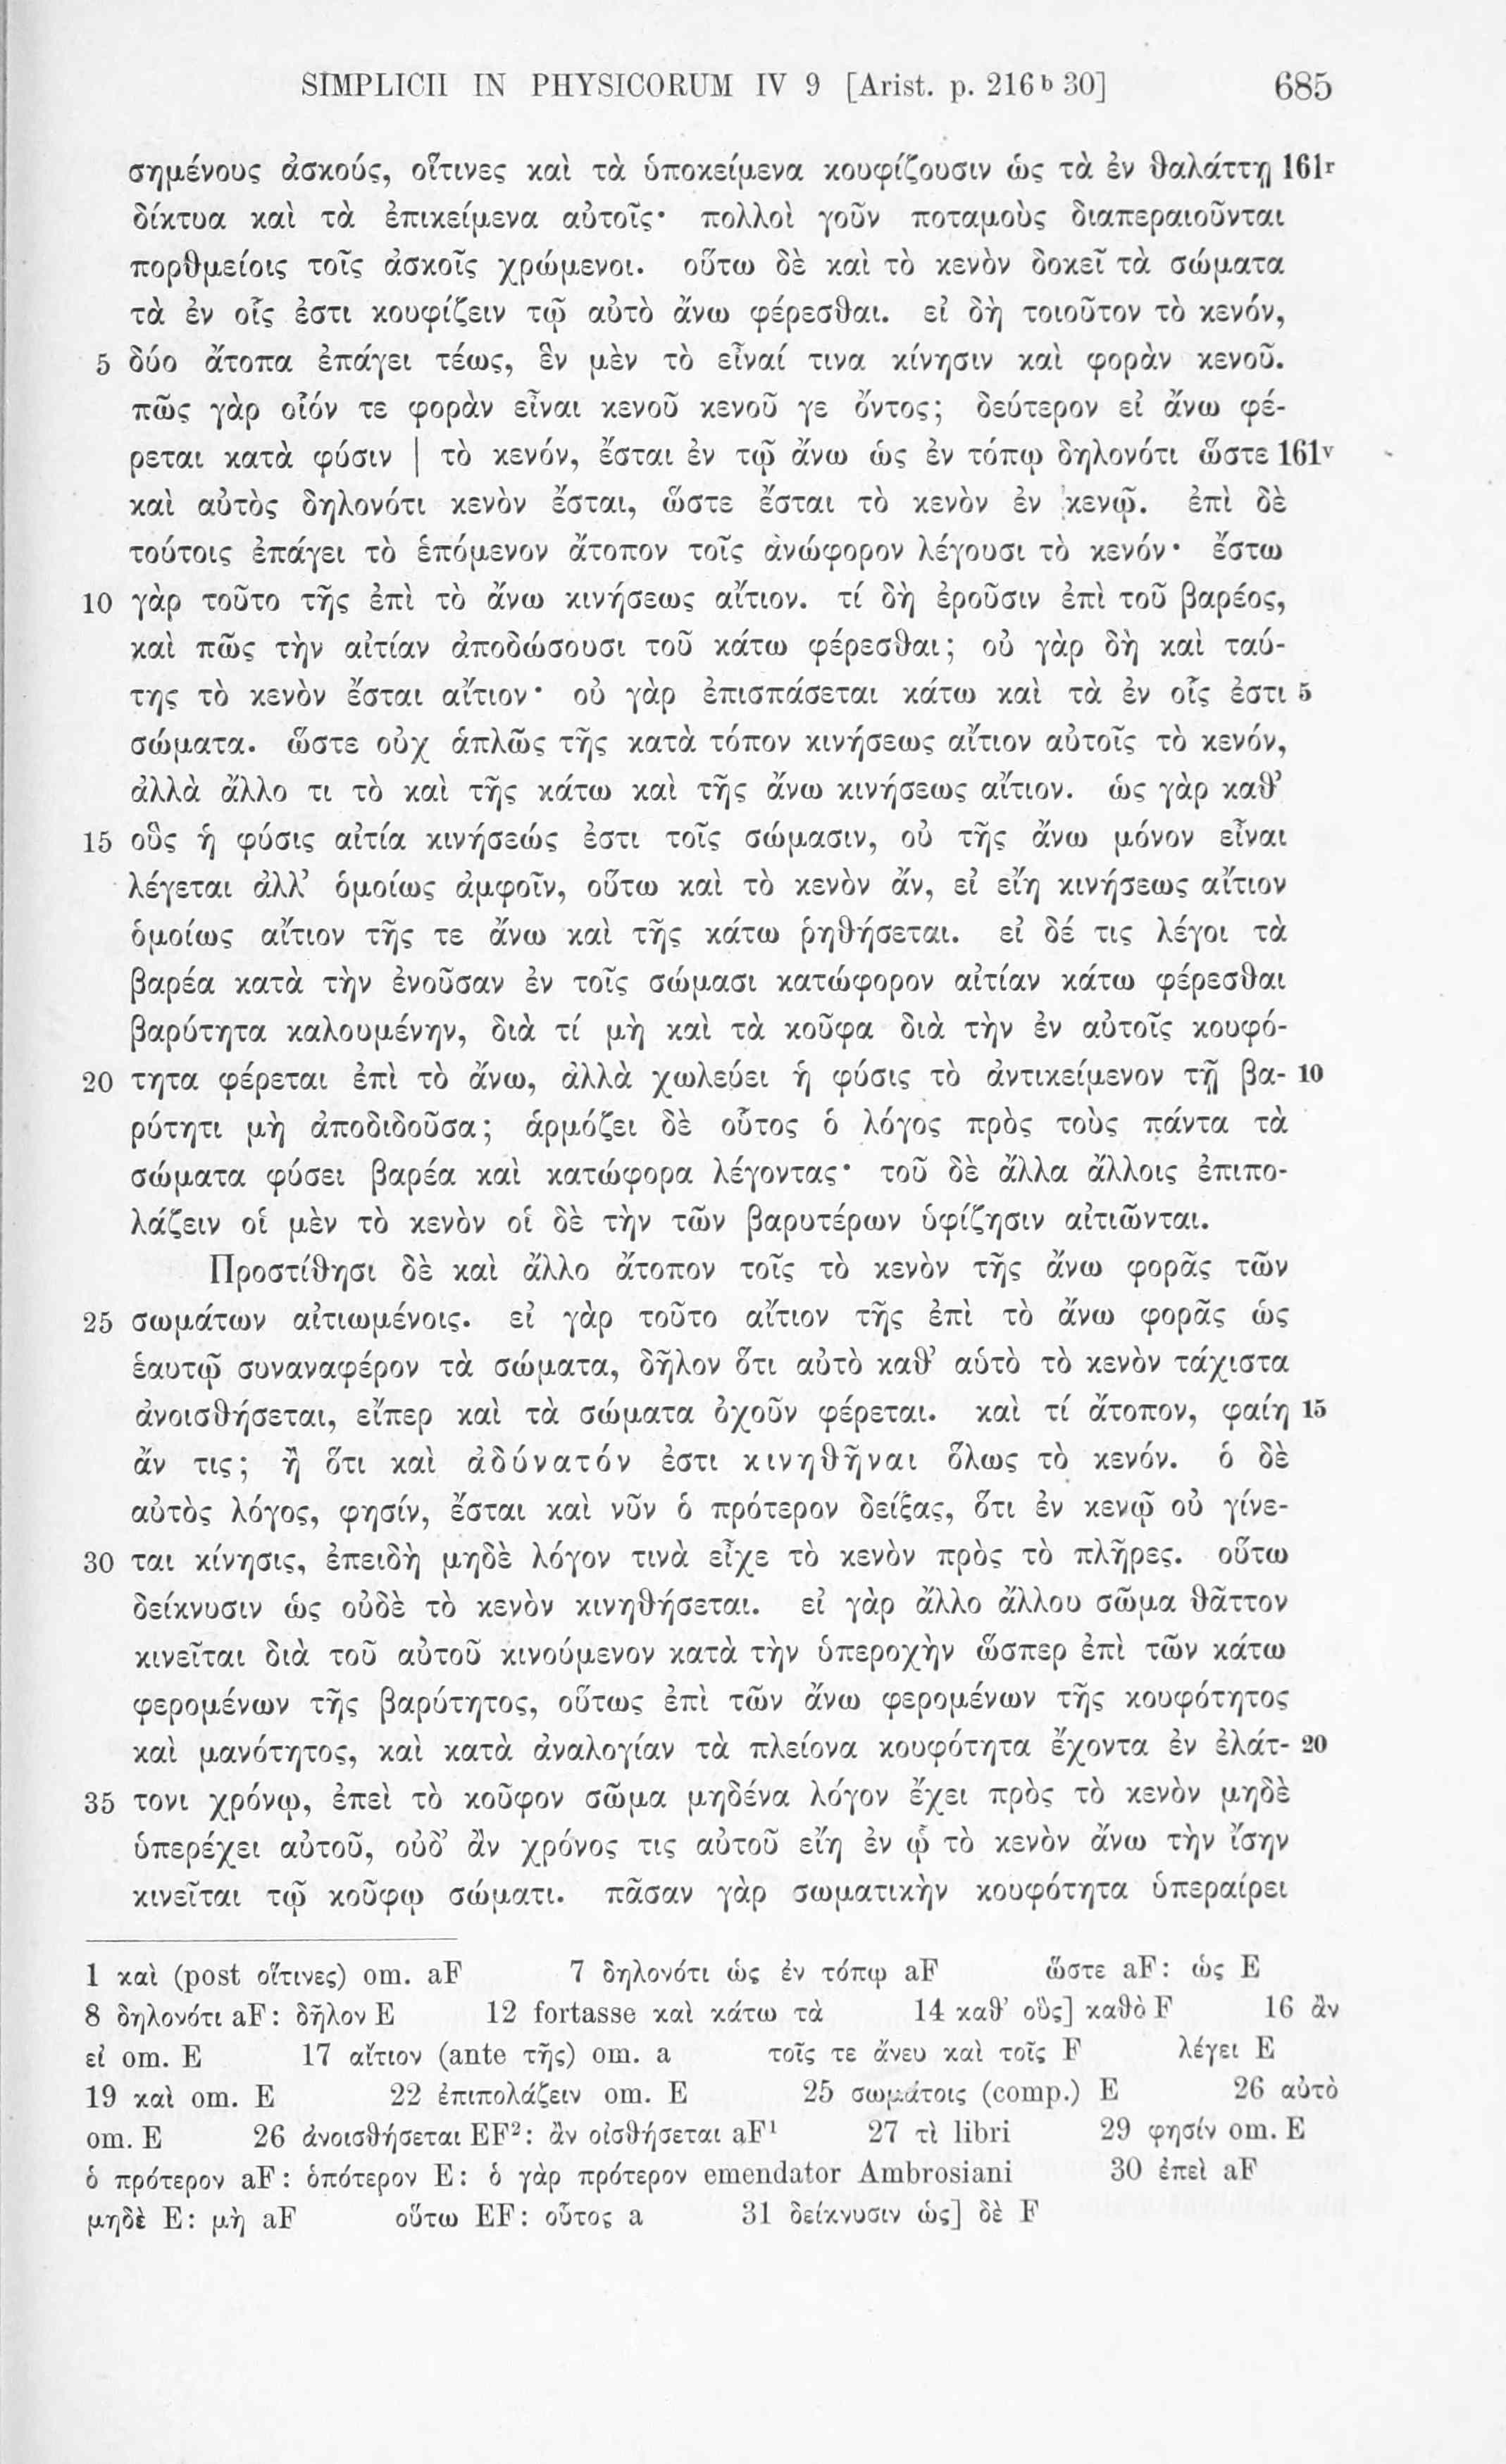 SIMPLICII IN PHYSICORUM IV 9 [Arist. p. 216 b 30] 685
σημένους ἀσκούς, οἵτινες καὶ τὰ ὑποκείμενα κουφίζουσιν ὡς τὰ ἐν θαλάττῃ 161r
δίκτυα καὶ τὰ ἐπικείμενα αὐτοῖς· πολλοὶ γοῦν ποταμοὺς διαπεραιοῦνται
πορθμείοις τοῖς ἀσκοῖς χρώμενοι. οὕτω δὲ καὶ τὸ κενὸν δοκεῖ τὰ σώματα
τὰ ἐν οἷς ἐστι κουφίζειν τῷ αὐτὸ ἄνω φέρεσθαι. εἰ δὴ τοιοῦτον τὸ κενόν,
5 δύο ἄτοπα ἐπάγει τέως, ἓν μὲν τὸ εἶναί τινα κίνησιν καὶ φορὰν κενοῦ.
πῶς γὰρ οἷόν τε φορὰν εἶναι κενοῦ κενοῦ γε ὄντος; δεύτερον εἰ ἄνω φέ-
ρεται κατὰ φύσιν | τὸ κενόν, ἔσται ἐν τῷ ἄνω ὡς ἐν τόπῳ δηλονότι ὥστε 161v
καὶ αὐτὸς δηλονότι κενὸν ἔσται, ὥστε ἔσται τὸ κενὸν ἐν κενῷ. ἐπὶ δὲ
τούτοις ἐπάγει τὸ ἑπόμενον ἄτοπον τοῖς ἀνώφορον λέγουσι τὸ κενόν· ἔστω
10 γὰρ τοῦτο τῆς ἐπὶ τὸ ἄνω κινήσεως αἴτιον. τί δὴ ἐροῦσιν ἐπὶ τοῦ βαρέος,
καὶ πῶς τὴν αἰτίαν ἀποδώσουσι τοῦ κάτω φέρεσθαι; οὐ γὰρ δὴ καὶ ταύ-
της τὸ κενὸν ἔσται αἴτιον· οὐ γὰρ ἐπισπάσεται κάτω καὶ τὰ ἐν οἷς ἐστι 5
σώματα. ὥστε οὐχ ἁπλῶς τῆς κατὰ τόπον κινήσεως αἴτιον αὐτοῖς τὸ κενόν,
ἀλλὰ ἄλλο τι τὸ καὶ τῆς κάτω καὶ τῆς ἄνω κινήσεως αἴτιον. ὡς γὰρ καθ’
15 οὓς ἡ φύσις αἰτία κινήσεώς ἐστι τοῖς σώμασιν, οὐ τῆς ἄνω μόνον εἶναι
λέγεται ἀλλ’ ὁμοίως ἀμφοῖν, οὕτω καὶ τὸ κενὸν ἄν, εἰ εἴη κινήσεως αἴτιον
ὁμοίως αἴτιον τῆς τε ἄνω καὶ τῆς κάτω ῥηθήσεται. εἰ δέ τις λέγοι τὰ
βαρέα κατὰ τὴν ἐνοῦσαν ἐν τοῖς σώμασι κατώφορον αἰτίαν κάτω φέρεσθαι
βαρύτητα καλουμένην, διὰ τί μὴ καὶ τὰ κοῦφα διὰ τὴν ἐν αὐτοῖς κουφό-
20 τητα φέρεται ἐπὶ τὸ ἄνω, ἀλλὰ χωλεύει ἡ φύσις τὸ ἀντικείμενον τῇ βα- 10
ρύτητι μὴ ἀποδιδοῦσα; ἁρμόζει δὲ οὗτος ὁ λόγος πρὸς τοὺς πάντα τὰ
σώματα φύσει βαρέα καὶ κατώφορα λέγοντας· τοῦ δὲ ἄλλα ἄλλοις ἐπιπο-
λάζειν οἱ μὲν τὸ κενὸν οἱ δὲ τὴν τῶν βαρυτέρων ὑφίζησιν αἰτιῶνται.
Προστίθησι δὲ καὶ ἄλλο ἄτοπον τοῖς τὸ κενὸν τῆς ἄνω φορᾶς τῶν
25 σωμάτων αἰτιωμένοις. εἰ γὰρ τοῦτο αἴτιον τῆς ἐπὶ τὸ ἄνω φορᾶς ὡς
ἑαυτῷ συναναφέρον τὰ σώματα, δῆλον ὅτι αὐτὸ καθ’ αὑτὸ τὸ κενὸν τάχιστα
ἀνοισθήσεται, εἴπερ καὶ τὰ σώματα ὀχοῦν φέρεται. καὶ τί ἄτοπον, φαίη 15
ἄν τις; ἢ ὅτι καὶ ἀδύνατόν ἐστι κινηθῆναι ὅλως τὸ κενόν. ὁ δὲ
αὐτὸς λόγος, φησίν, ἔσται καὶ νῦν ὁ πρότερον δείξας, ὅτι ἐν κενῷ οὐ γίνε-
30 ται κίνησις, ἐπειδὴ μηδὲ λόγον τινὰ εἶχε τὸ κενὸν πρὸς τὸ πλῆρες. οὕτω
δείκνυσιν ὡς οὐδὲ τὸ κενὸν κινηθήσεται. εἰ γὰρ ἄλλο ἄλλου σῶμα θᾶττον
κινεῖται διὰ τοῦ αὐτοῦ κινούμενον κατὰ τὴν ὑπεροχὴν ὥσπερ ἐπὶ τῶν κάτω
φερομένων τῆς βαρύτητος, οὕτως ἐπὶ τῶν ἄνω φερομένων τῆς κουφότητος
καὶ μανότητος, καὶ κατὰ ἀναλογίαν τὰ πλείονα κουφότητα ἔχοντα ἐν ἐλάτ- 20
35 τονι χρόνῳ, ἐπεὶ τὸ κοῦφον σῶμα μηδένα λόγον ἔχει πρὸς τὸ κενὸν μηδὲ
ὑπερέχει αὐτοῦ, οὐδ’ ἂν χρόνος τις αὐτοῦ εἴη ἐν ᾧ τὸ κενὸν ἄνω τὴν ἴσην
κινεῖται τῷ κούφῳ σώματι. πᾶσαν γὰρ σωματικὴν κουφότητα ὑπεραίρει
1 καὶ (post οἵτινες) om. aF 7 δηλονότι ὡς ἐν τόπῳ aF ὥστε aF: ὡς E
8 δηλονότι aF: δῆλον E 12 fortasse καὶ κάτω τὰ 14 καθ’ οὓς] καθὸ F 16 ἂν
εἰ om. E 17 αἴτιον (ante τῆς) om. a τοῖς τε ἄνευ καὶ τοῖς F λέγει E
19 καὶ om. E 22 ἐπιπολάζειν om. E 25 σωμάτοις (comp.) E 26 αὐτὸ
om. E 26 ἀνοισθήσεται EF²: ἂν οἰσθήσεται aF¹ 27 τὶ libri 29 φησίν om. E
ὁ πρότερον aF: ὁπότερον E: ὁ γὰρ πρότερον emendator Ambrosiani 30 ἐπεὶ aF
μηδὲ E: μὴ aF οὕτω EF: οὗτος a 31 δείκνυσιν ὡς] δὲ F